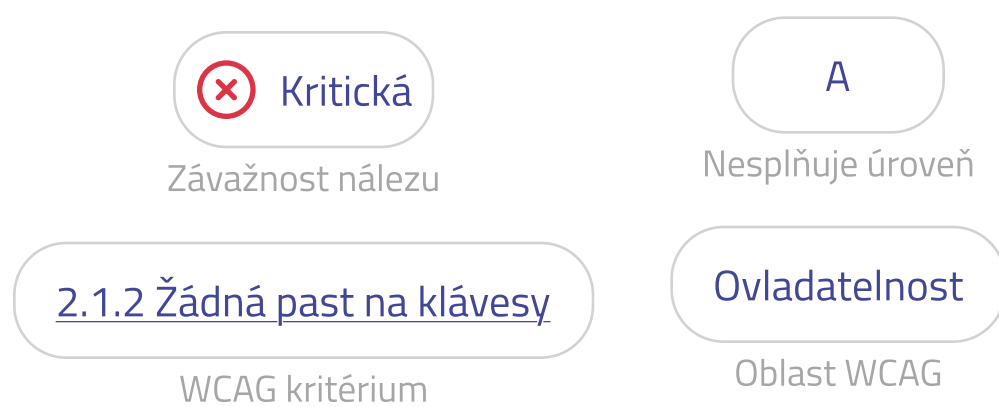 Kritická
A
Závažnost nálezu
Nesplňuje úroveň
2.1.2 Žádná past na klávesy
Ovladatelnost
WCAG kritérium
Oblast WCAG